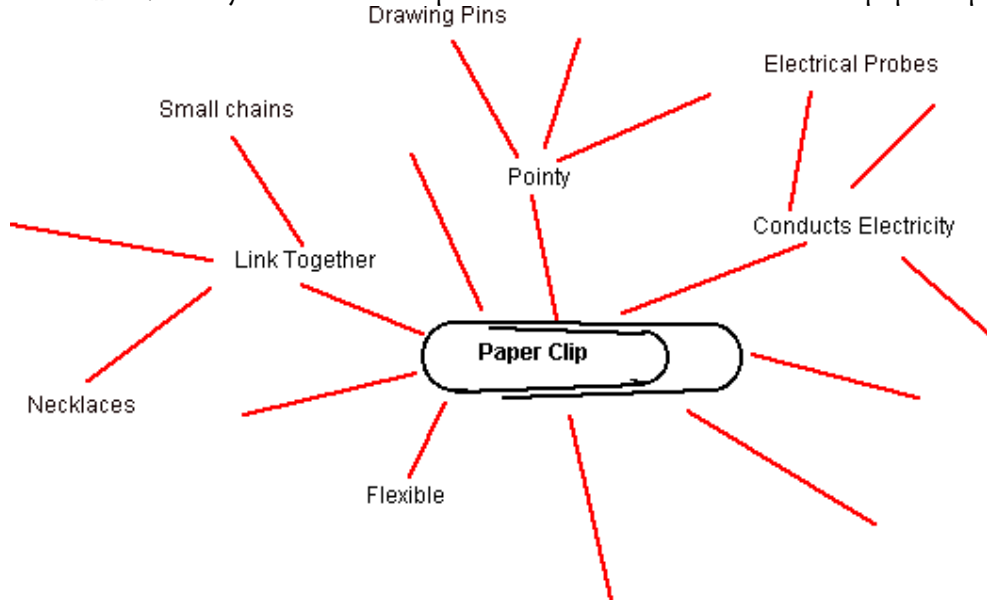 Drawing Pins
Electrical Probes
Small chains
Pointy
Conducts Electricity
Link Together
Paper Clip
Necklaces
Flexible